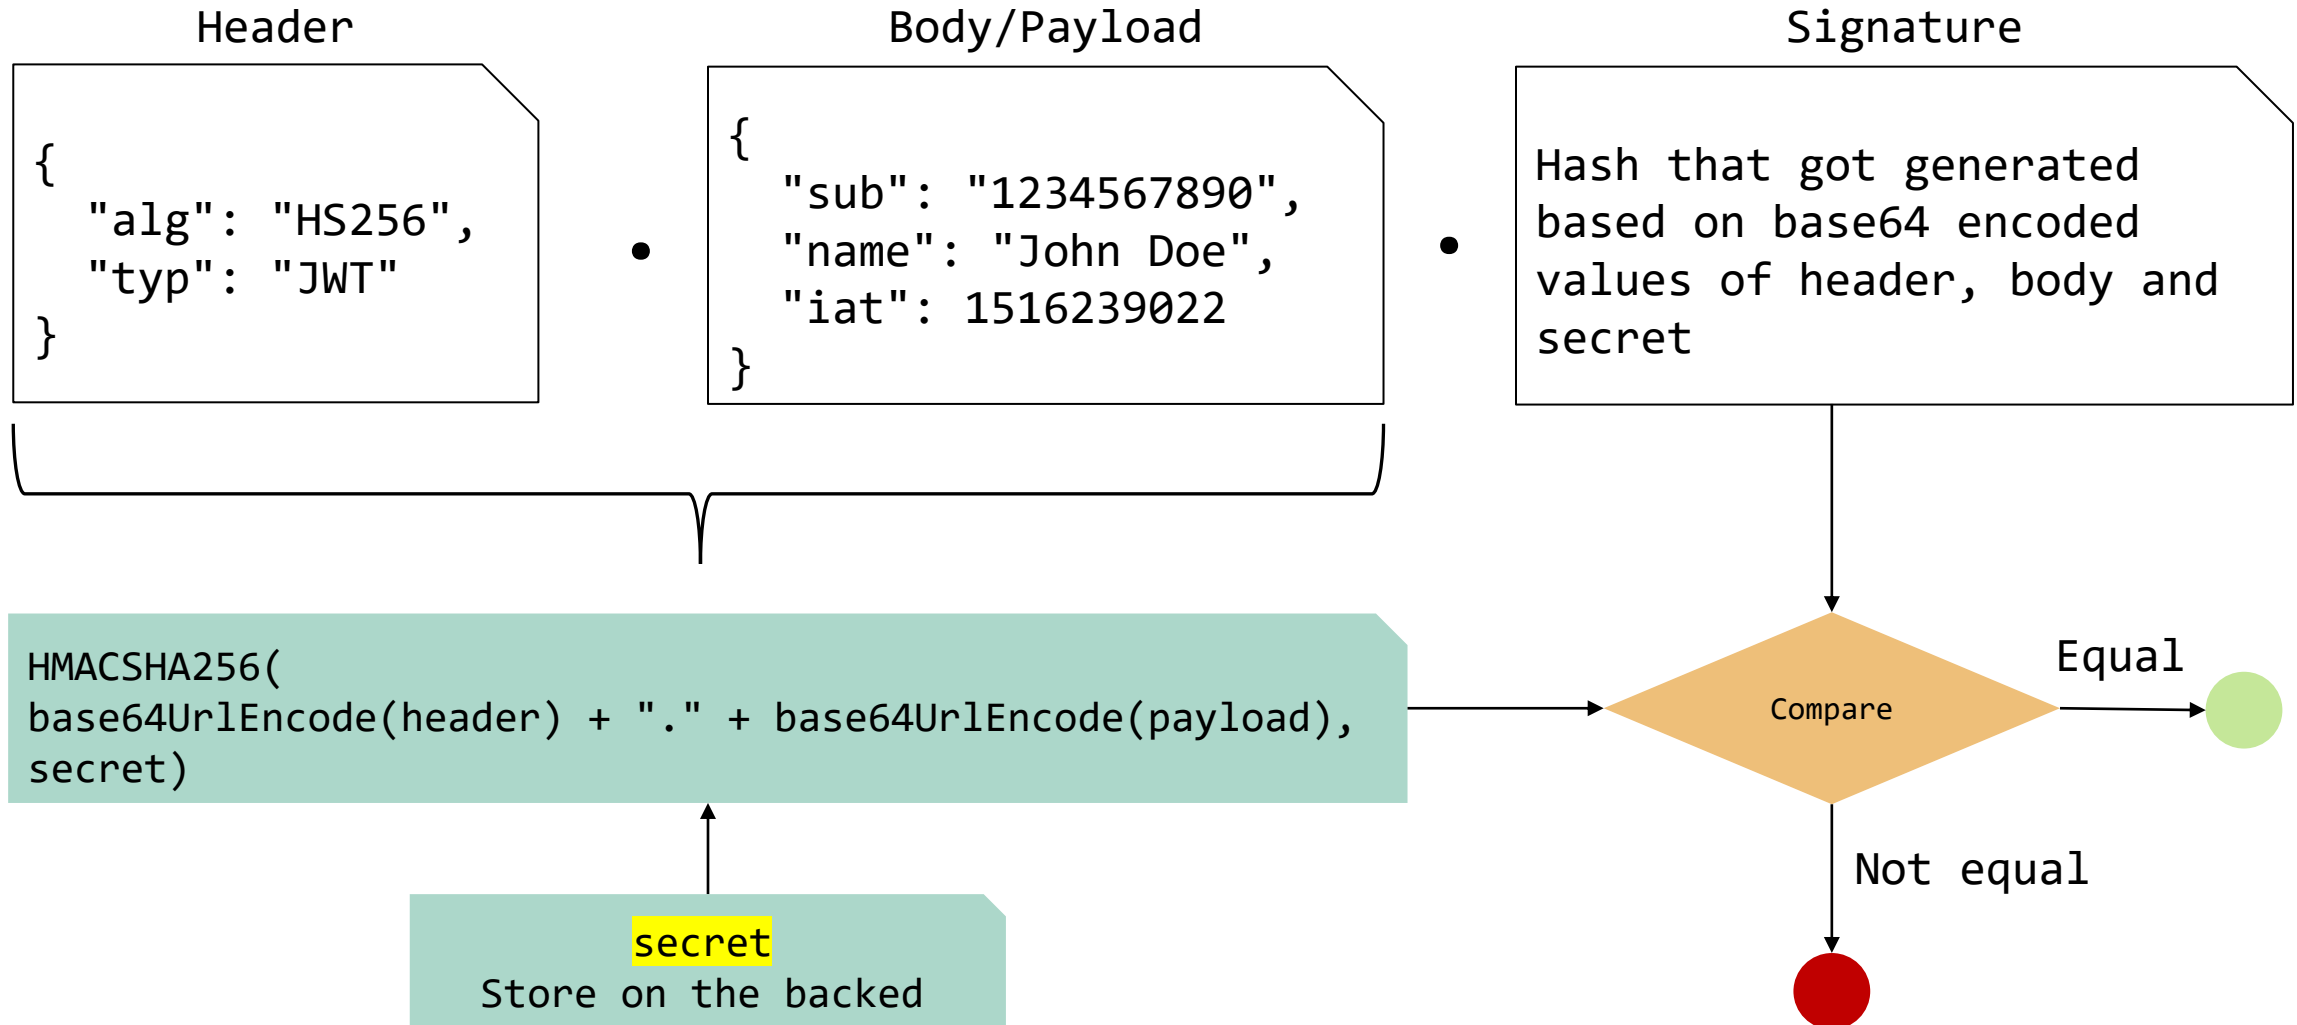 Header
{
  "alg": "HS256",
  "typ": "JWT"
}
.
Body/Payload
{
  "sub": "1234567890",
  "name": "John Doe",
  "iat": 1516239022
}
.
Signature
Hash that got generated
based on base64 encoded
values of header, body and
secret
HMACSHA256(
base64UrlEncode(header) + "." + base64UrlEncode(payload),
secret)
Compare
Equal
Not equal
secret
Store on the backed